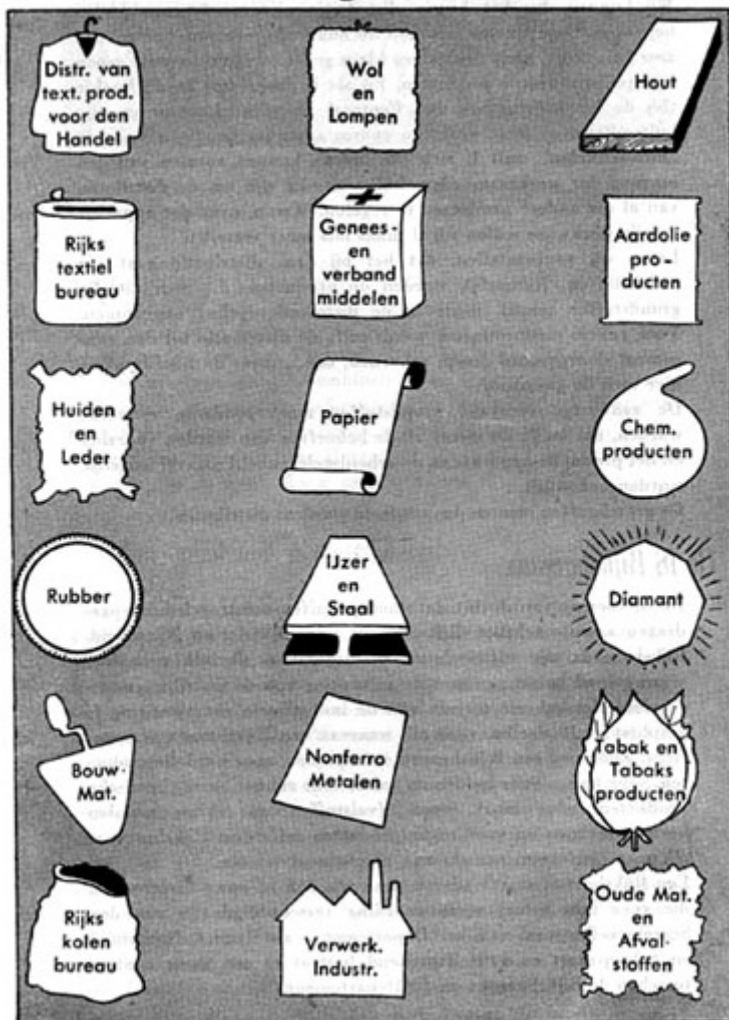 Distr. van
text. prod.
voor den
Handel
Wol
en
Lompen
Hout
Rijks
textiel
bureau
Genees-
en
verband
middelen
Aardolie
pro-
ducten
Huiden
en
Leder
Papier
Chem.
producten
Rubber
IJzer
en
Staal
Diamant
Bouw-
Mat.
Nonferro
Metalen
Tabak en
Tabaks
producten
Rijks
kolen
bureau
Verwerk.
Industr.
Oude Mat.
en
Afval-
stoffen